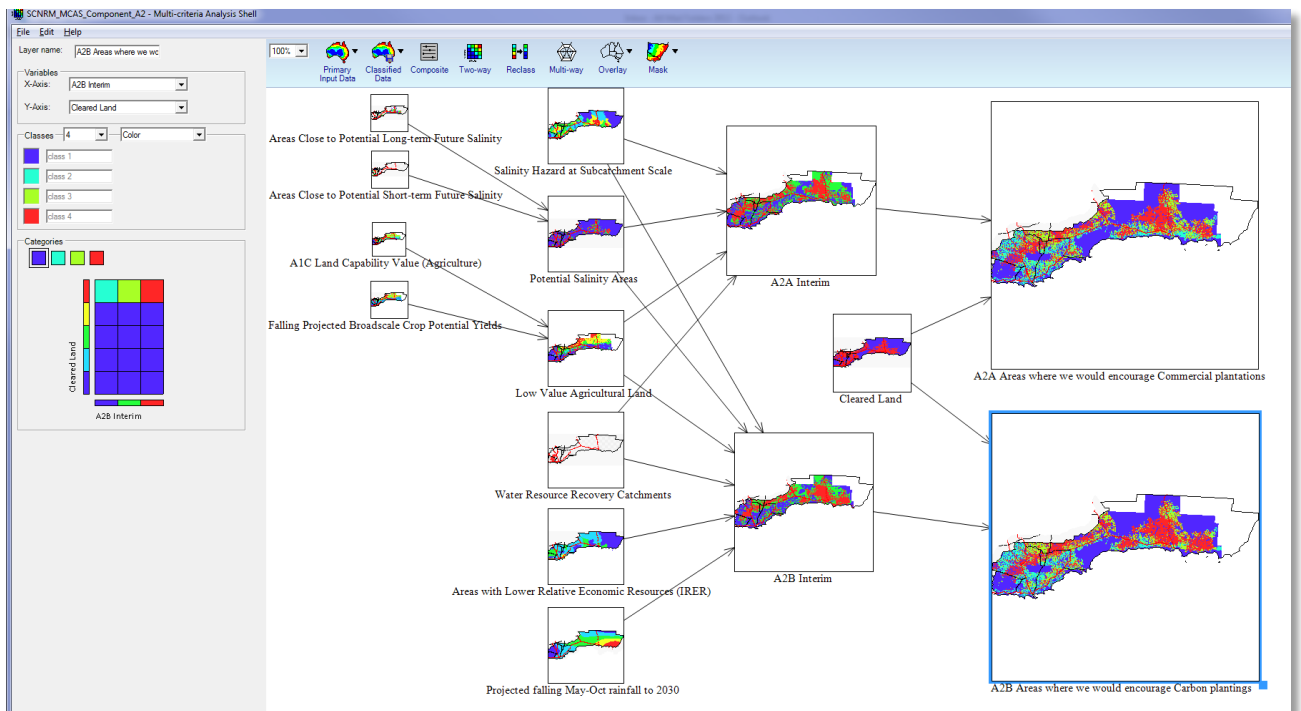 SCNRM_MCAS_Component_A2 - Multi-criteria Analysis Shell
File Edit Help
Layer name: A2B Areas where we wc
Variables
X-Axis: A2B Interim
Y-Axis: Cleared Land
Classes 4 Color
class 1
class 2
class 3
class 4
Categories
Cleared Land
A2B Interim
100%
Primary Input Data
Classified Data
Composite
Two-way
Reclass
Multi-way
Overlay
Mask
Areas Close to Potential Long-term Future Salinity
Areas Close to Potential Short-term Future Salinity
A1C Land Capability Value (Agriculture)
Falling Projected Broadscale Crop Potential Yields
Salinity Hazard at Subcatchment Scale
Potential Salinity Areas
Low Value Agricultural Land
Water Resource Recovery Catchments
Areas with Lower Relative Economic Resources (IRER)
Projected falling May-Oct rainfall to 2030
A2A Interim
Cleared Land
A2B Interim
A2A Areas where we would encourage Commercial plantations
A2B Areas where we would encourage Carbon plantings